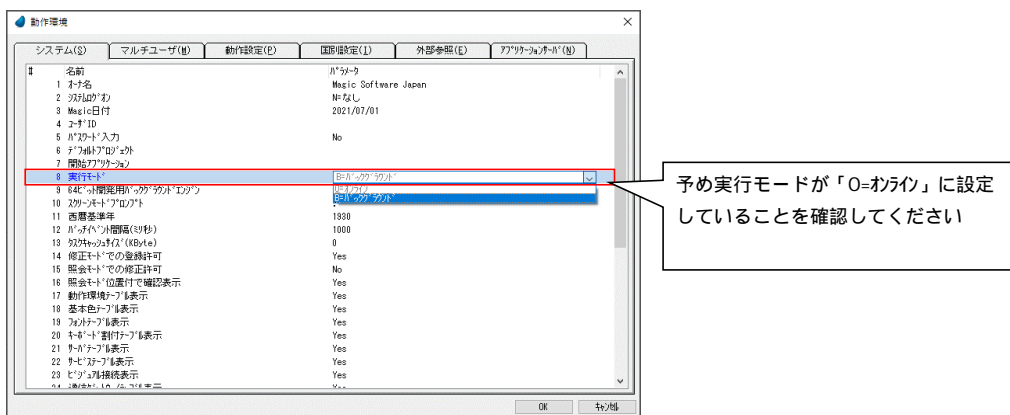 動作環境
システム(S) マルチユーザ(M) 動作設定(P) 国別設定(I) 外部参照(E) ｱﾌﾟﾘｹｰｼｮﾝｻｰﾊﾞ(N)
# 名前 ﾊﾟﾗﾒｰﾀ
1 ｵｰﾅ名 Magic Software Japan
2 ｼｽﾃﾑﾛｸﾞｵﾝ N=なし
3 Magic日付 2021/07/01
4 ﾕｰｻﾞID
5 ﾊﾟｽﾜｰﾄﾞ入力 No
6 ﾃﾞﾌｫﾙﾄﾌﾟﾛｼﾞｪｸﾄ
7 開始ｱﾌﾟﾘｹｰｼｮﾝ
8 実行ﾓｰﾄﾞ B=ﾊﾞｯｸｸﾞﾗｳﾝﾄﾞ
O=ｵﾝﾗｲﾝ
9 64ﾋﾞｯﾄ開発用ﾊﾞｯｸｸﾞﾗｳﾝﾄﾞｴﾝｼﾞﾝ B=ﾊﾞｯｸｸﾞﾗｳﾝﾄﾞ
10 ｽｸﾘｰﾝﾓｰﾄﾞﾌﾟﾛﾝﾌﾟﾄ
11 西暦基準年 1930
12 ﾊﾞｯﾁｲﾍﾞﾝﾄ間隔(ﾐﾘ秒) 1000
13 ﾀｽｸｷｬｯｼｭｻｲｽﾞ(KByte) 0
14 修正ﾓｰﾄﾞでの登録許可 Yes
15 照会ﾓｰﾄﾞでの修正許可 No
16 照会ﾓｰﾄﾞ位置付で確認表示 Yes
17 動作環境ﾃｰﾌﾞﾙ表示 Yes
18 基本色ﾃｰﾌﾞﾙ表示 Yes
19 ﾌｫﾝﾄﾃｰﾌﾞﾙ表示 Yes
20 ｷｰﾎﾞｰﾄﾞ割付ﾃｰﾌﾞﾙ表示 Yes
21 ｻｰﾊﾞﾃｰﾌﾞﾙ表示 Yes
22 ｻｰﾋﾞｽﾃｰﾌﾞﾙ表示 Yes
23 ﾋﾞｼﾞｭｱﾙ接続表示 Yes
OK ｷｬﾝｾﾙ
予め実行モードが「O=ｵﾝﾗｲﾝ」に設定
していることを確認してください